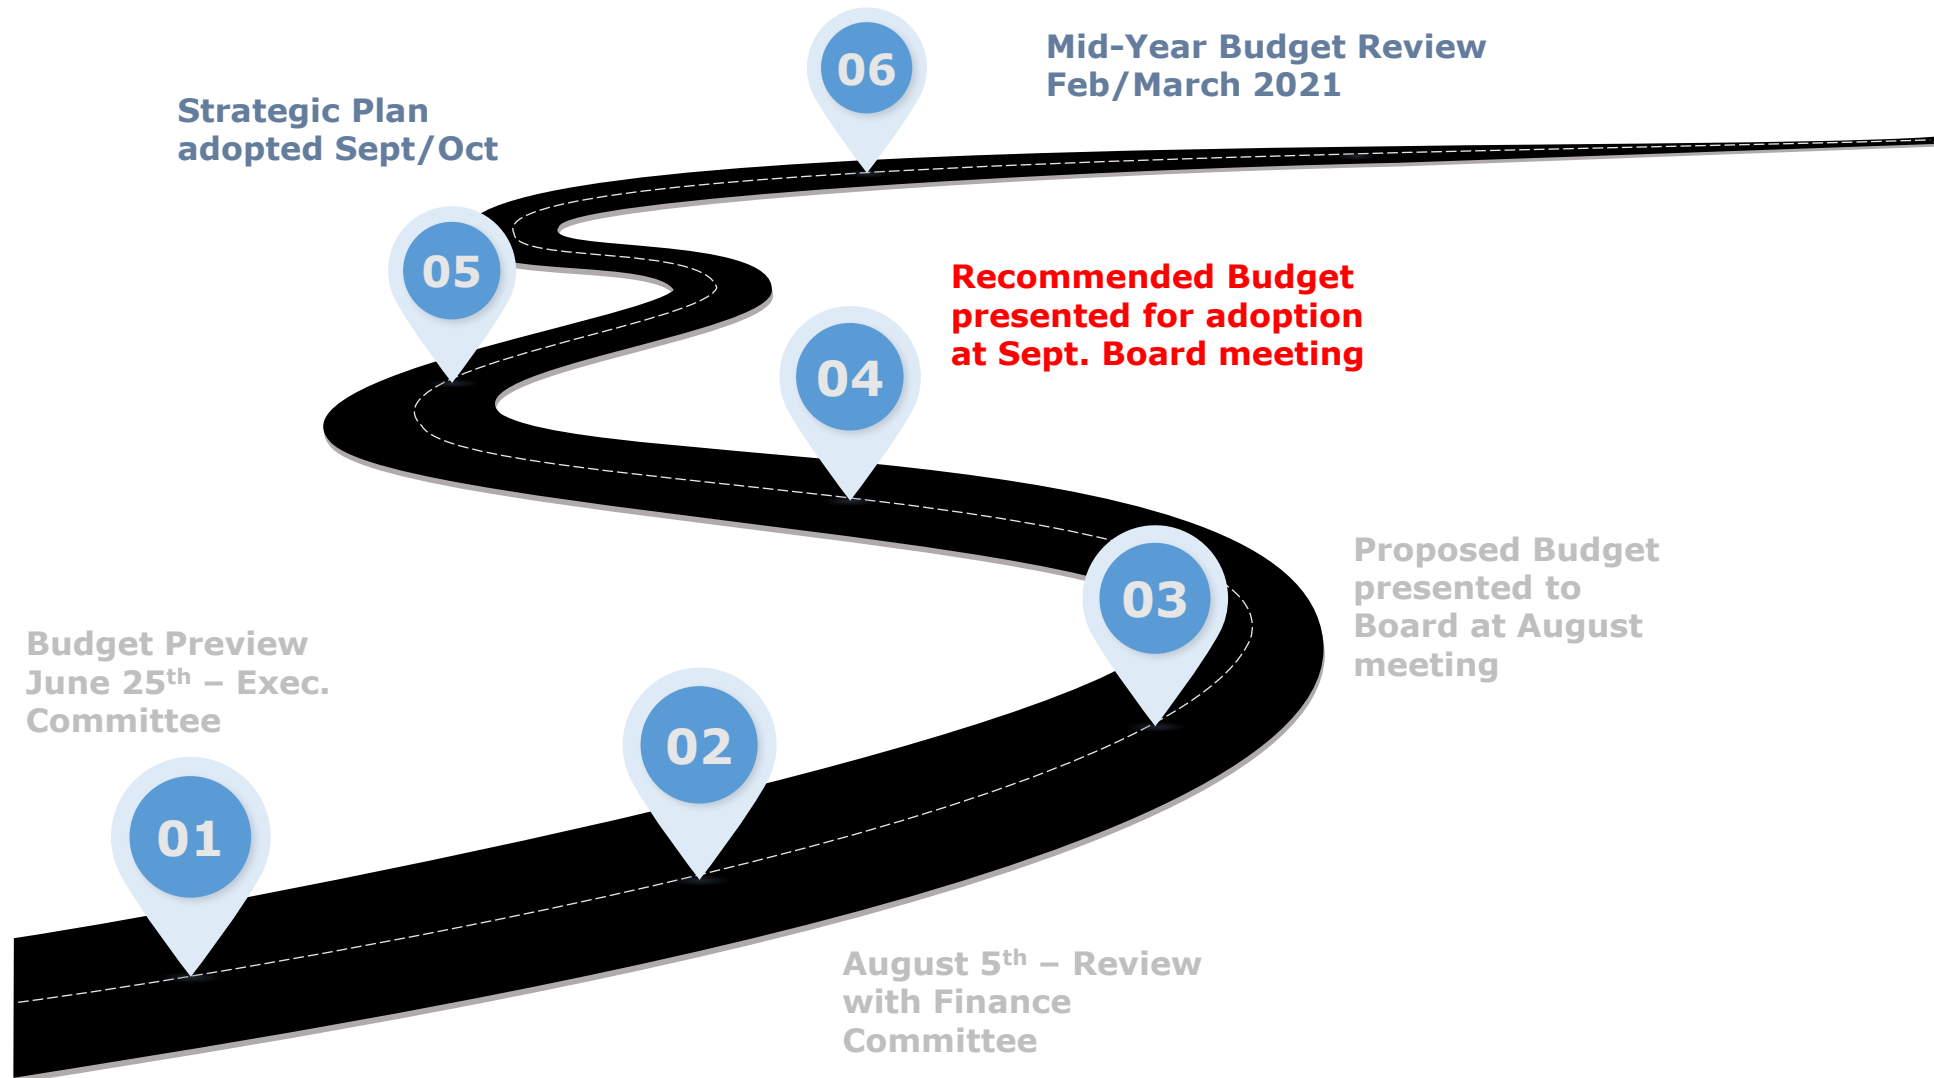 06
Mid-Year Budget Review
Feb/March 2021
Strategic Plan
adopted Sept/Oct
05
Recommended Budget
presented for adoption
at Sept. Board meeting
04
03
Proposed Budget
presented to
Board at August
meeting
Budget Preview
June 25th – Exec.
Committee
02
01
August 5th – Review
with Finance
Committee